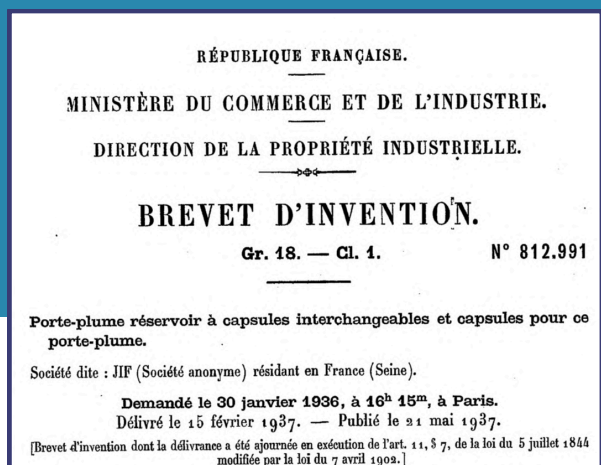 RÉPUBLIQUE FRANÇAISE.
MINISTÈRE DU COMMERCE ET DE L'INDUSTRIE.
DIRECTION DE LA PROPRIÉTÉ INDUSTRIELLE.
BREVET D'INVENTION.
Gr. 18. — Cl. 1. N° 812.991
Porte-plume réservoir à capsules interchangeables et capsules pour ce
porte-plume.
Société dite : JIF (Société anonyme) résidant en France (Seine).
Demandé le 30 janvier 1936, à 16h 15m, à Paris.
Délivré le 15 février 1937. — Publié le 21 mai 1937.
[Brevet d'invention dont la délivrance a été ajournée en exécution de l'art. 11, § 7, de la loi du 5 juillet 1844
modifiée par la loi du 7 avril 1902.]